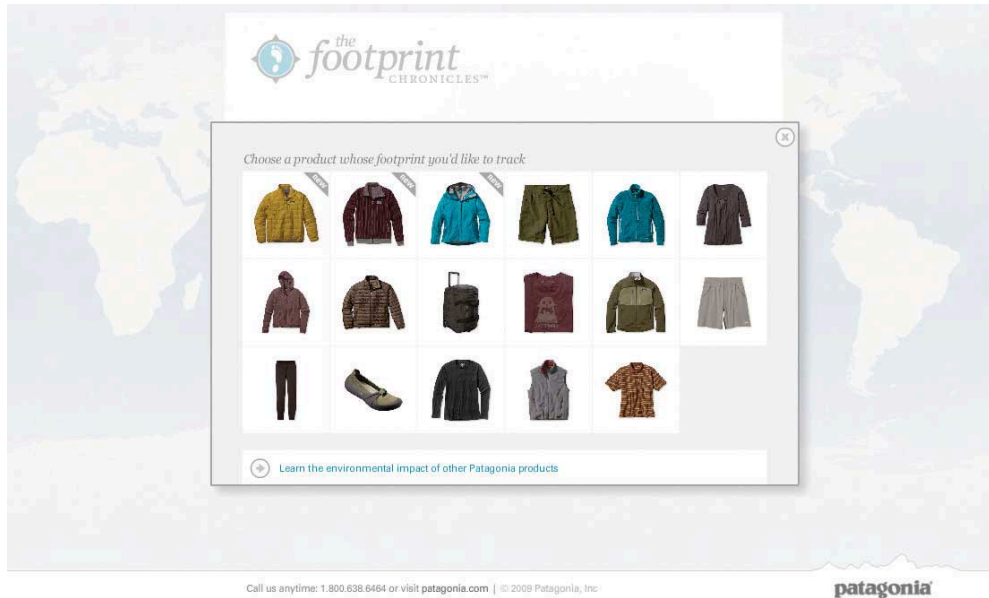 the
footprint
CHRONICLES™
Choose a product whose footprint you'd like to track
new
new
new
Learn the environmental impact of other Patagonia products
Call us anytime: 1.800.638.6464 or visit patagonia.com | © 2009 Patagonia, Inc
patagonia®